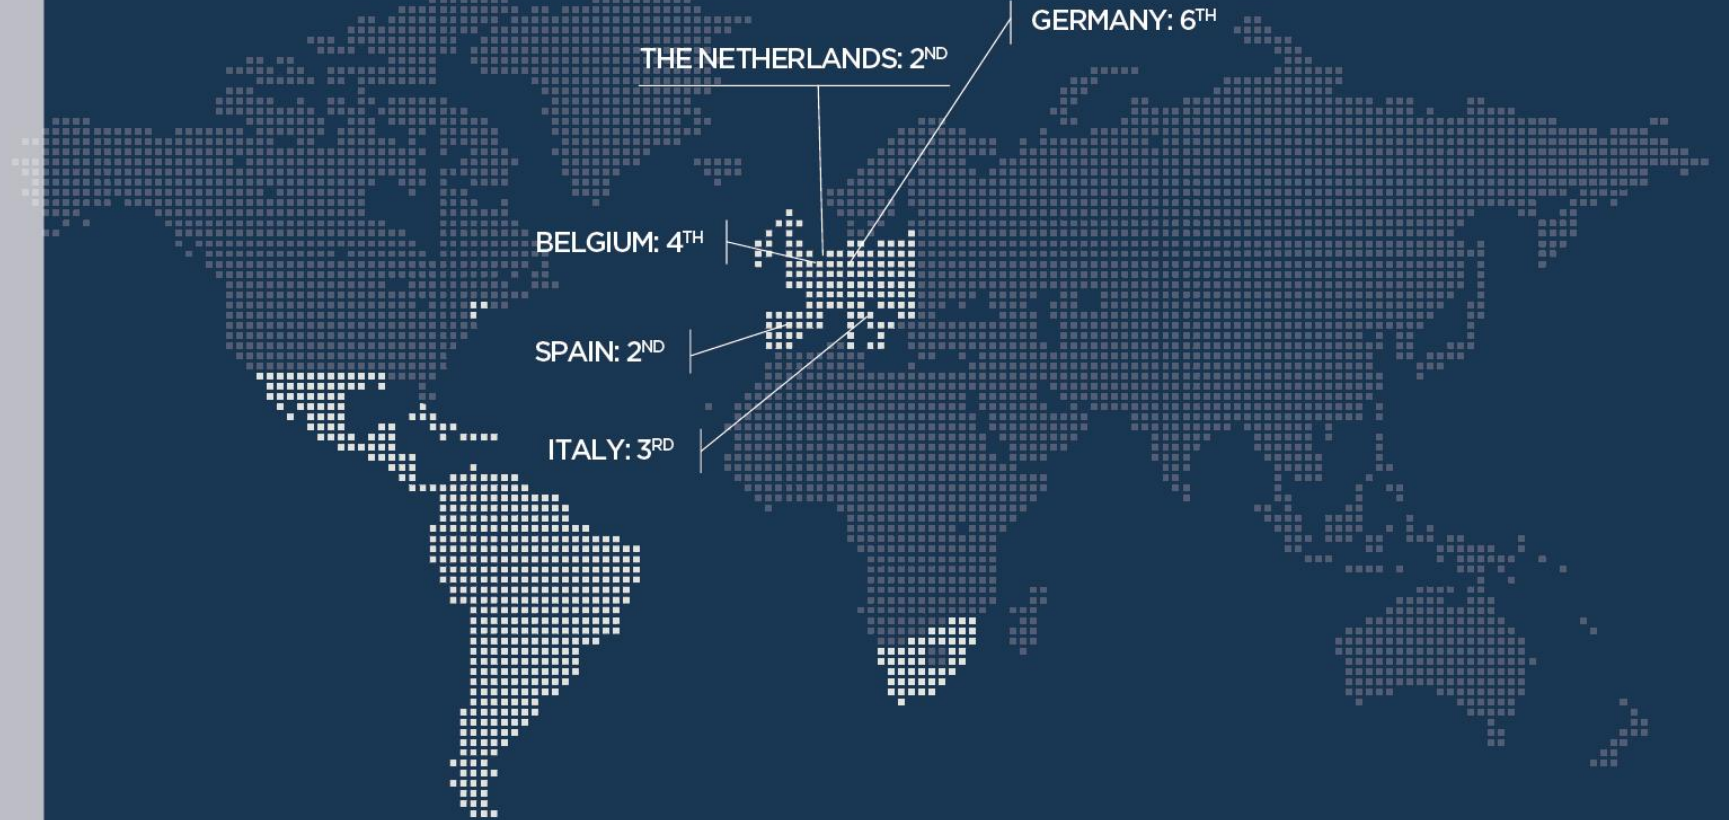 GERMANY: 6TH
THE NETHERLANDS: 2ND
BELGIUM: 4TH
SPAIN: 2ND
ITALY: 3RD